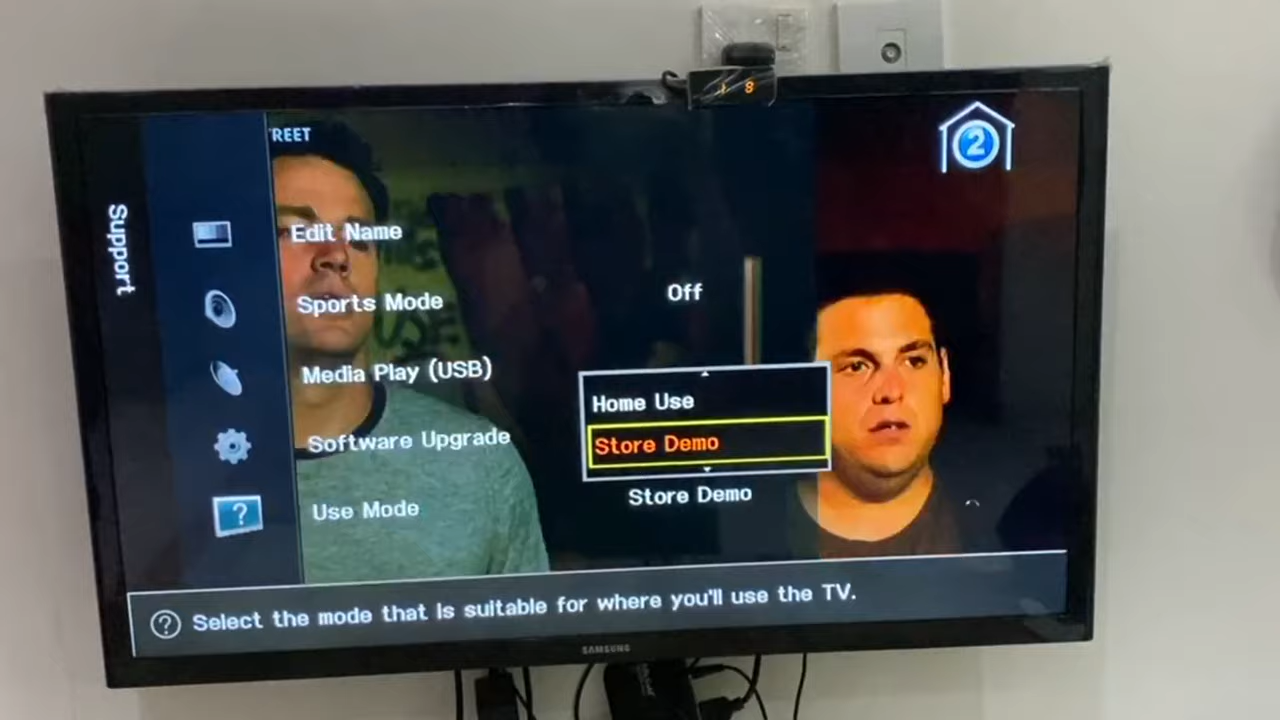 REET
2
Support
Edit Name
Sports Mode
Off
Media Play (USB)
Home Use
Software Upgrade
Store Demo
Store Demo
Use Mode
?
? Select the mode that is suitable for where you'll use the TV.
SAMSUNG
8